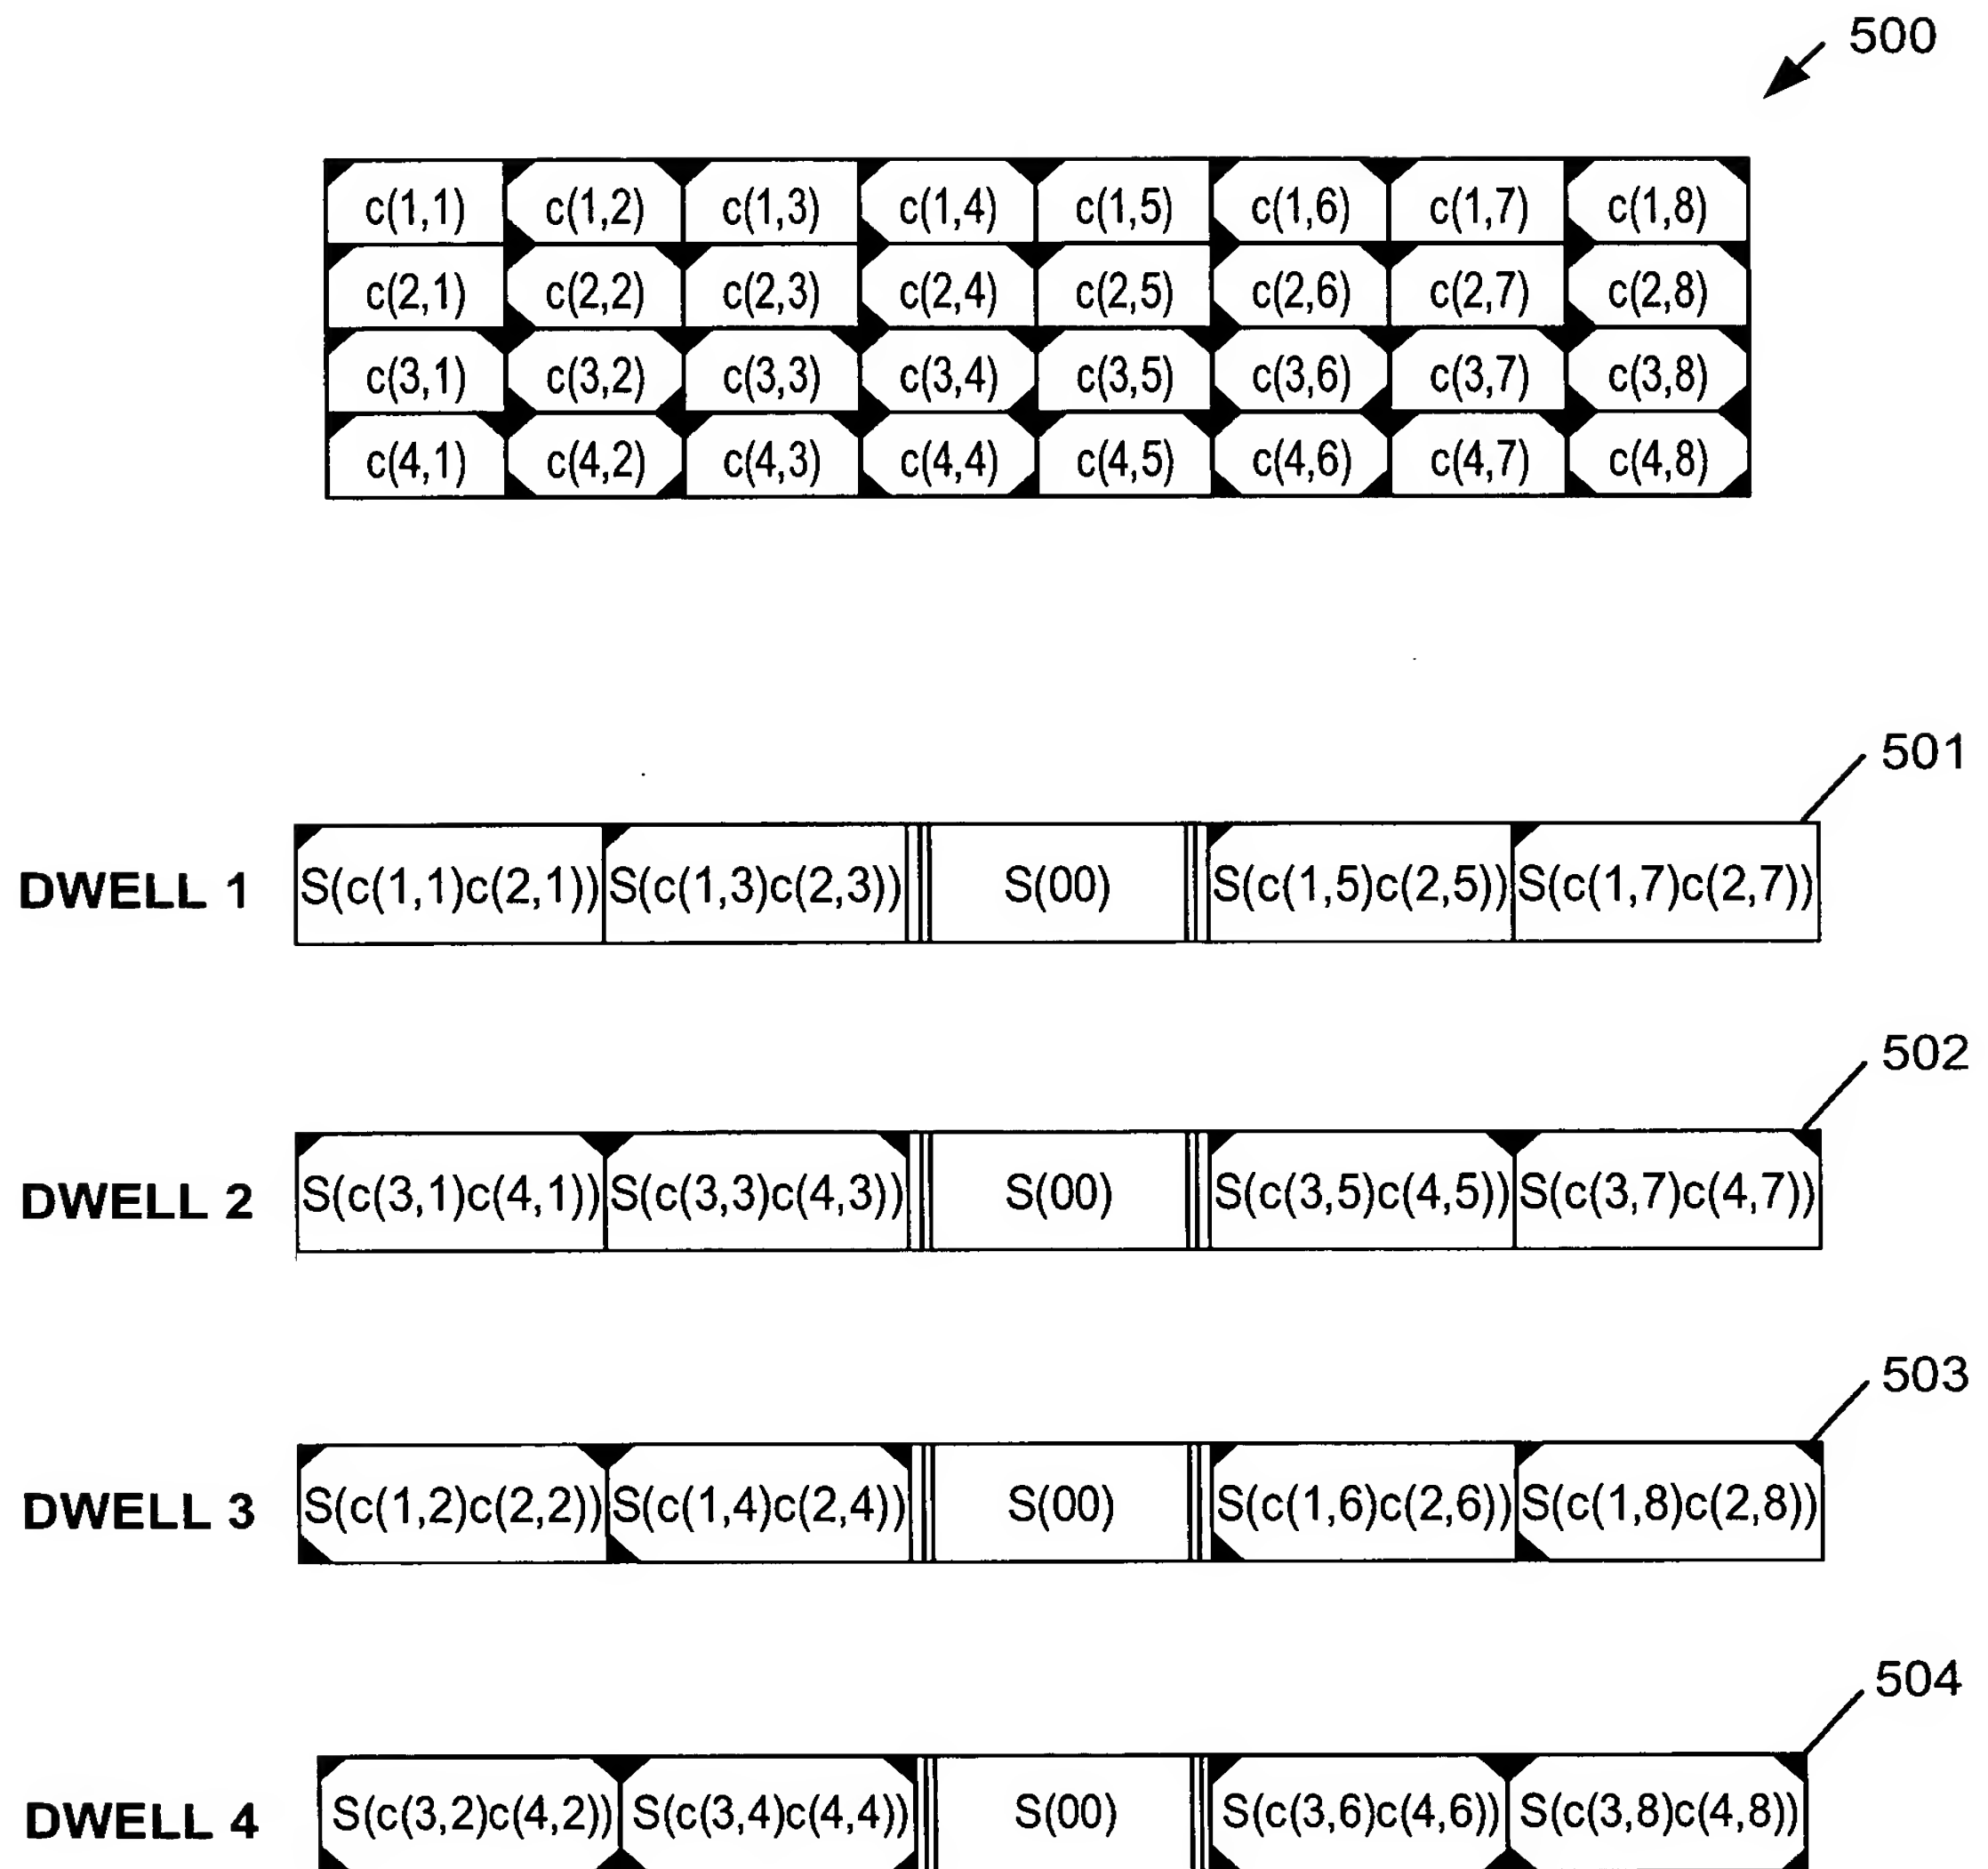 500
c(1,1) c(1,2) c(1,3) c(1,4) c(1,5) c(1,6) c(1,7) c(1,8)
c(2,1) c(2,2) c(2,3) c(2,4) c(2,5) c(2,6) c(2,7) c(2,8)
c(3,1) c(3,2) c(3,3) c(3,4) c(3,5) c(3,6) c(3,7) c(3,8)
c(4,1) c(4,2) c(4,3) c(4,4) c(4,5) c(4,6) c(4,7) c(4,8)
501
DWELL 1 S(c(1,1)c(2,1)) S(c(1,3)c(2,3)) S(00) S(c(1,5)c(2,5)) S(c(1,7)c(2,7))
502
DWELL 2 S(c(3,1)c(4,1)) S(c(3,3)c(4,3)) S(00) S(c(3,5)c(4,5)) S(c(3,7)c(4,7))
503
DWELL 3 S(c(1,2)c(2,2)) S(c(1,4)c(2,4)) S(00) S(c(1,6)c(2,6)) S(c(1,8)c(2,8))
504
DWELL 4 S(c(3,2)c(4,2)) S(c(3,4)c(4,4)) S(00) S(c(3,6)c(4,6)) S(c(3,8)c(4,8))